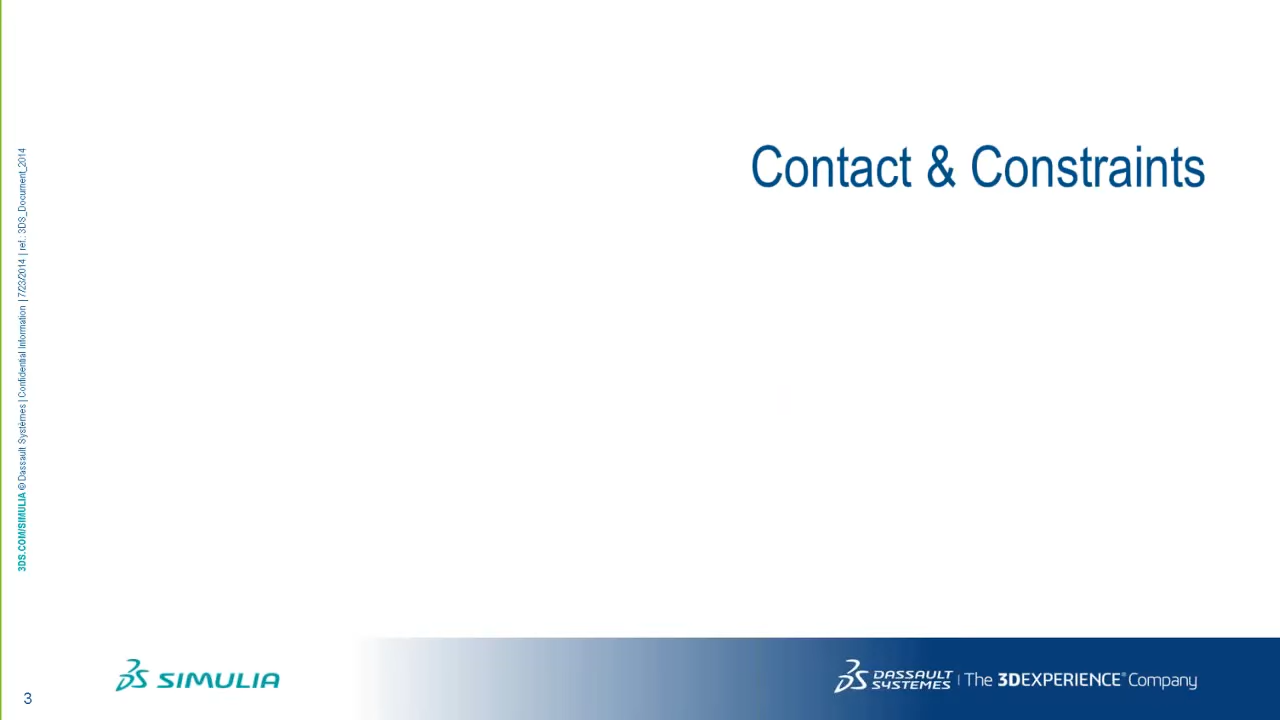 Contact & Constraints
3DS.COM/SIMULIA © Dassault Systèmes | Confidential Information | 7/23/2014 | ref.: 3DS_Document_2014
SIMULIA
DASSAULT
SYSTEMES | The 3DEXPERIENCE® Company
3